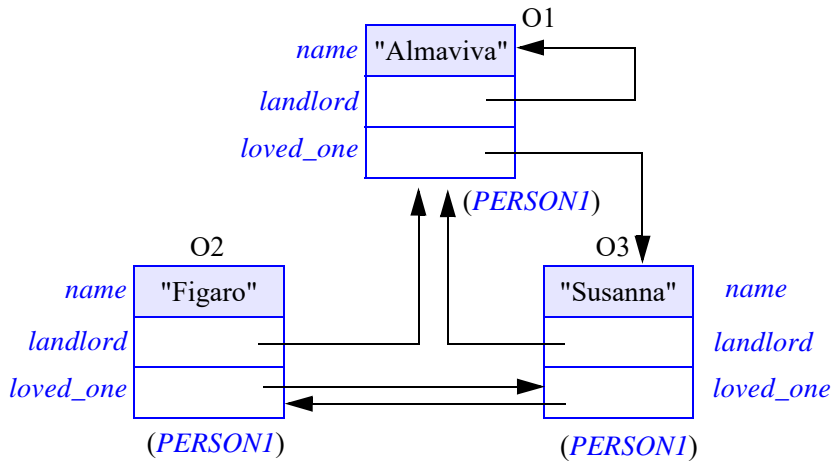 O1
name "Almaviva"
landlord
loved_one
(PERSON1)
O2 O3
name "Figaro" "Susanna" name
landlord landlord
loved_one loved_one
(PERSON1) (PERSON1)